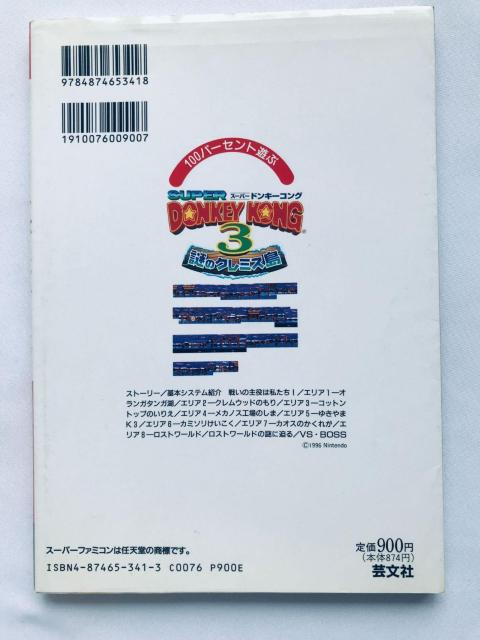 9784874653418
1910076009007
100パーセント遊ぶ
SUPER スーパードンキーコング
DONKEY KONG
3
謎のクレミス島
ストーリー/基本システム紹介 戦いの主役は私たち!/エリア1ーオ
ランガタンガ湖/エリア2ークレムウッドのもり/エリア3ーコットン
トップのいりえ/エリア4ーメカノス工場のしま/エリア5ーゆきやま
K3/エリア6ーカミソリけいこく/エリア7ーカオスのかくれが/エ
リア8ーロストワールド/ロストワールドの謎に迫る/VS・BOSS
©1996 Nintendo
スーパーファミコンは任天堂の商標です。
ISBN4-87465-341-3 C0076 P900E
定価900円
(本体874円)
芸文社